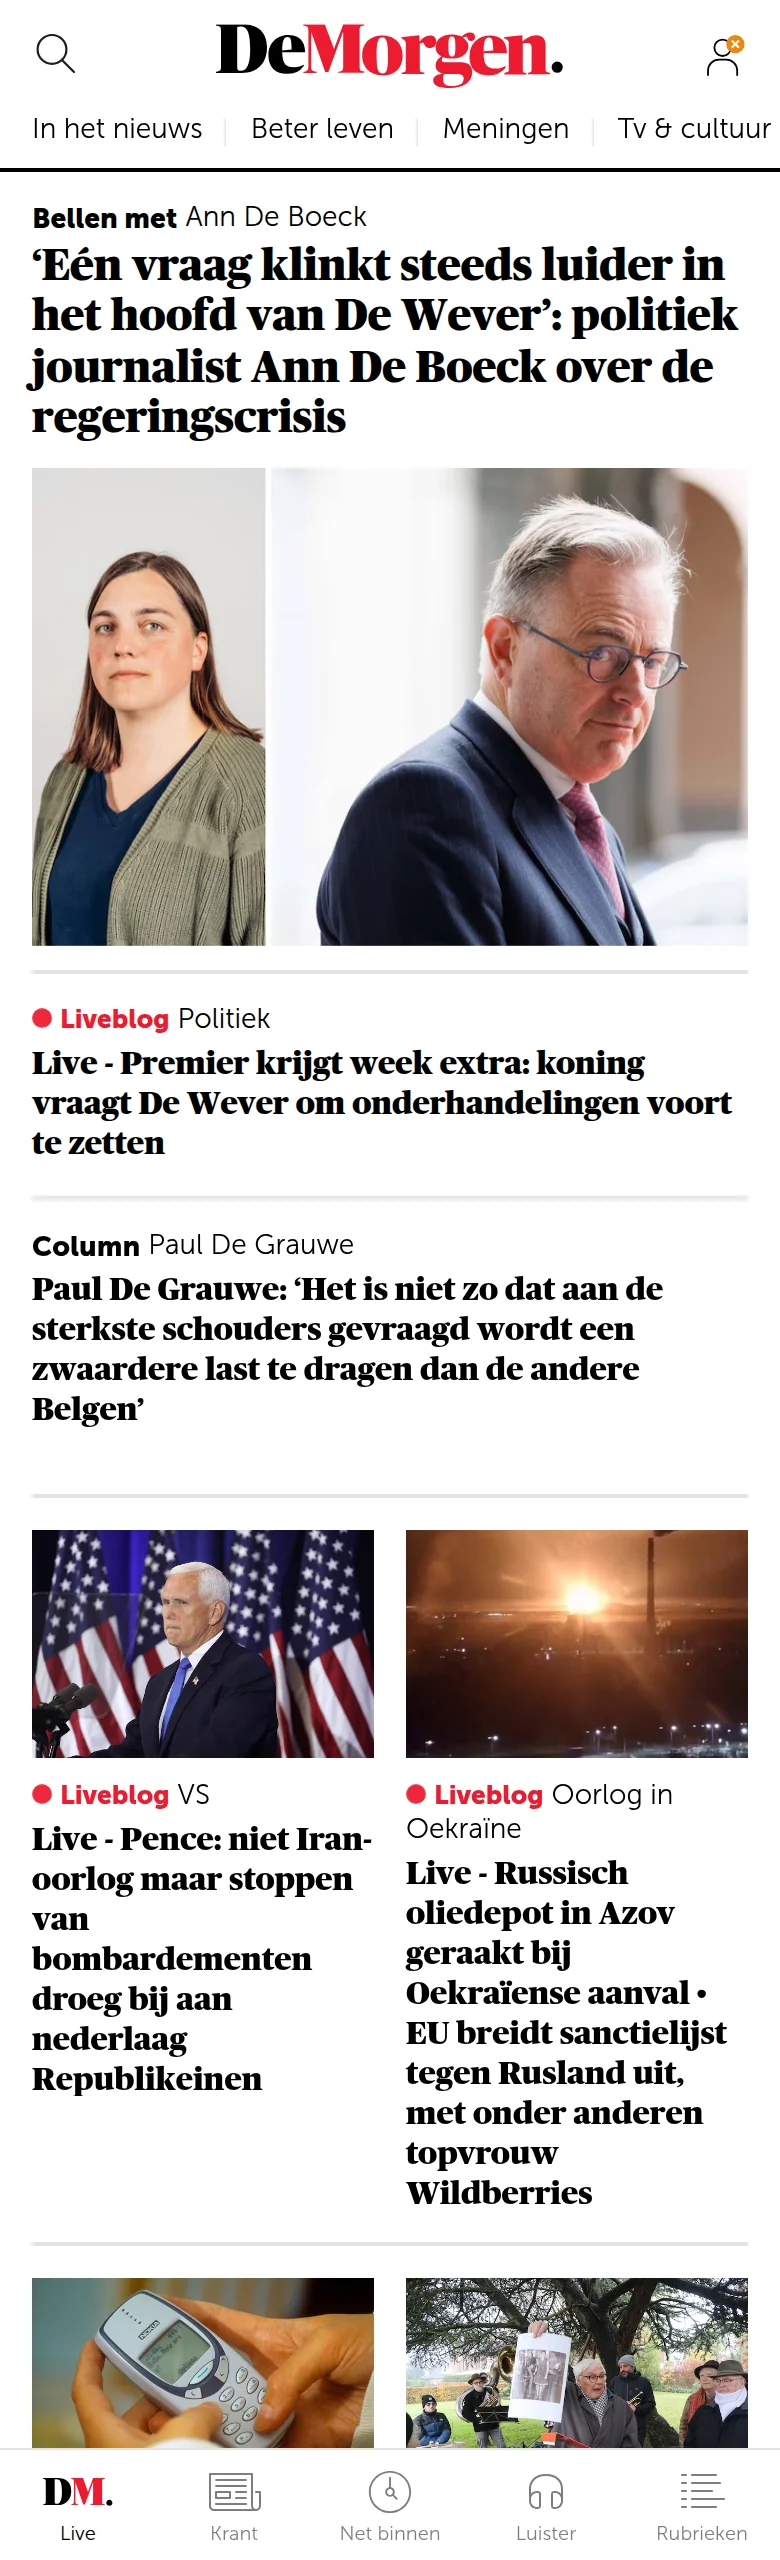 DeMorgen.
In het nieuws
Beter leven
Meningen
Tv & cultuur
Bellen met Ann De Boeck
‘Eén vraag klinkt steeds luider in
het hoofd van De Wever’: politiek
journalist Ann De Boeck over de
regeringscrisis
Liveblog Politiek
Live - Premier krijgt week extra: koning
vraagt De Wever om onderhandelingen voort
te zetten
Column Paul De Grauwe
Paul De Grauwe: ‘Het is niet zo dat aan de
sterkste schouders gevraagd wordt een
zwaardere last te dragen dan de andere
Belgen’
Liveblog VS
Live - Pence: niet Iran-
oorlog maar stoppen
van
bombardementen
droeg bij aan
nederlaag
Republikeinen
Liveblog Oorlog in
Oekraïne
Live - Russisch
oliedepot in Azov
geraakt bij
Oekraïense aanval •
EU breidt sanctielijst
tegen Rusland uit,
met onder anderen
topvrouw
Wildberries
NOKIA
DM.
Live
Krant
Net binnen
Luister
Rubrieken